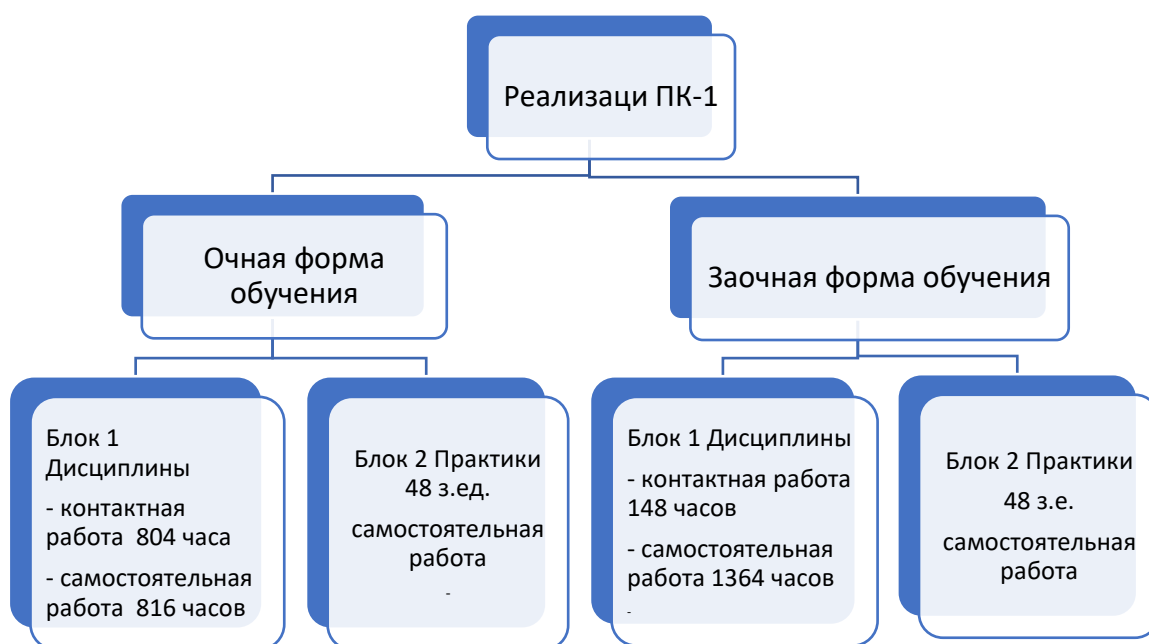 Реализаци ПК-1
Очная форма
обучения
Заочная форма обучения
Блок 1
Дисциплины
- контактная
работа 804 часа
- самостоятельная
работа 816 часов
Блок 2 Практики
48 з.ед.
самостоятельная
работа
-
Блок 1 Дисциплины
- контактная работа
148 часов
- самостоятельная
работа 1364 часов
-
Блок 2 Практики
48 з.е.
самостоятельная
работа